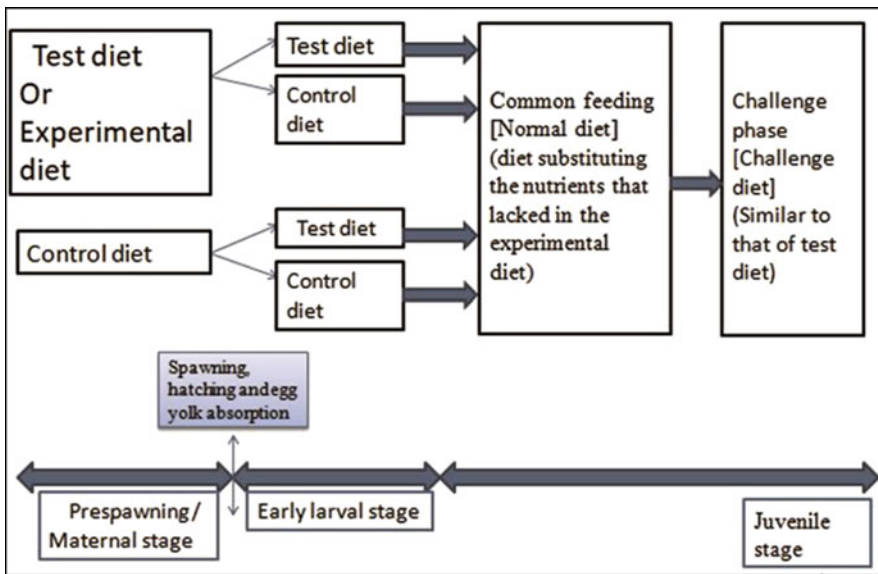 Test diet
Or
Experimental
diet
Test diet
Control
diet
Control diet
Test diet
Control
diet
Common feeding
[Normal diet]
(diet substituting
the nutrients that
lacked in the
experimental
diet)
Challenge
phase
[Challenge
diet]
(Similar to
that of test
diet)
Spawning,
hatching and egg
yolk absorption
Prespawning/
Maternal stage
Early larval stage
Juvenile
stage